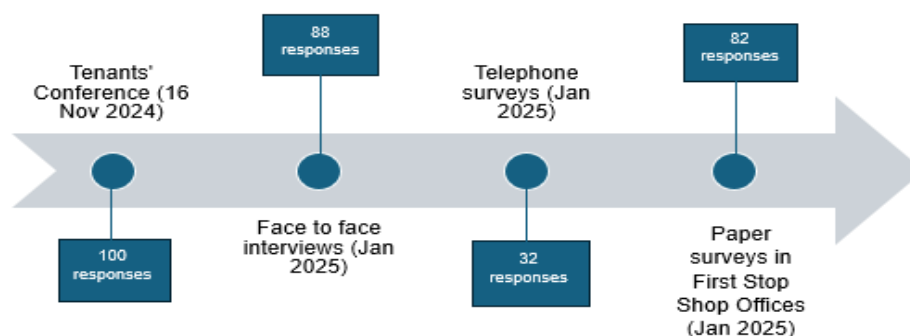 Tenants'
Conference (16
Nov 2024)
100
responses
88
responses
Face to face
interviews (Jan
2025)
Telephone
surveys (Jan
2025)
32
responses
82
responses
Paper
surveys in
First Stop
Shop Offices
(Jan 2025)